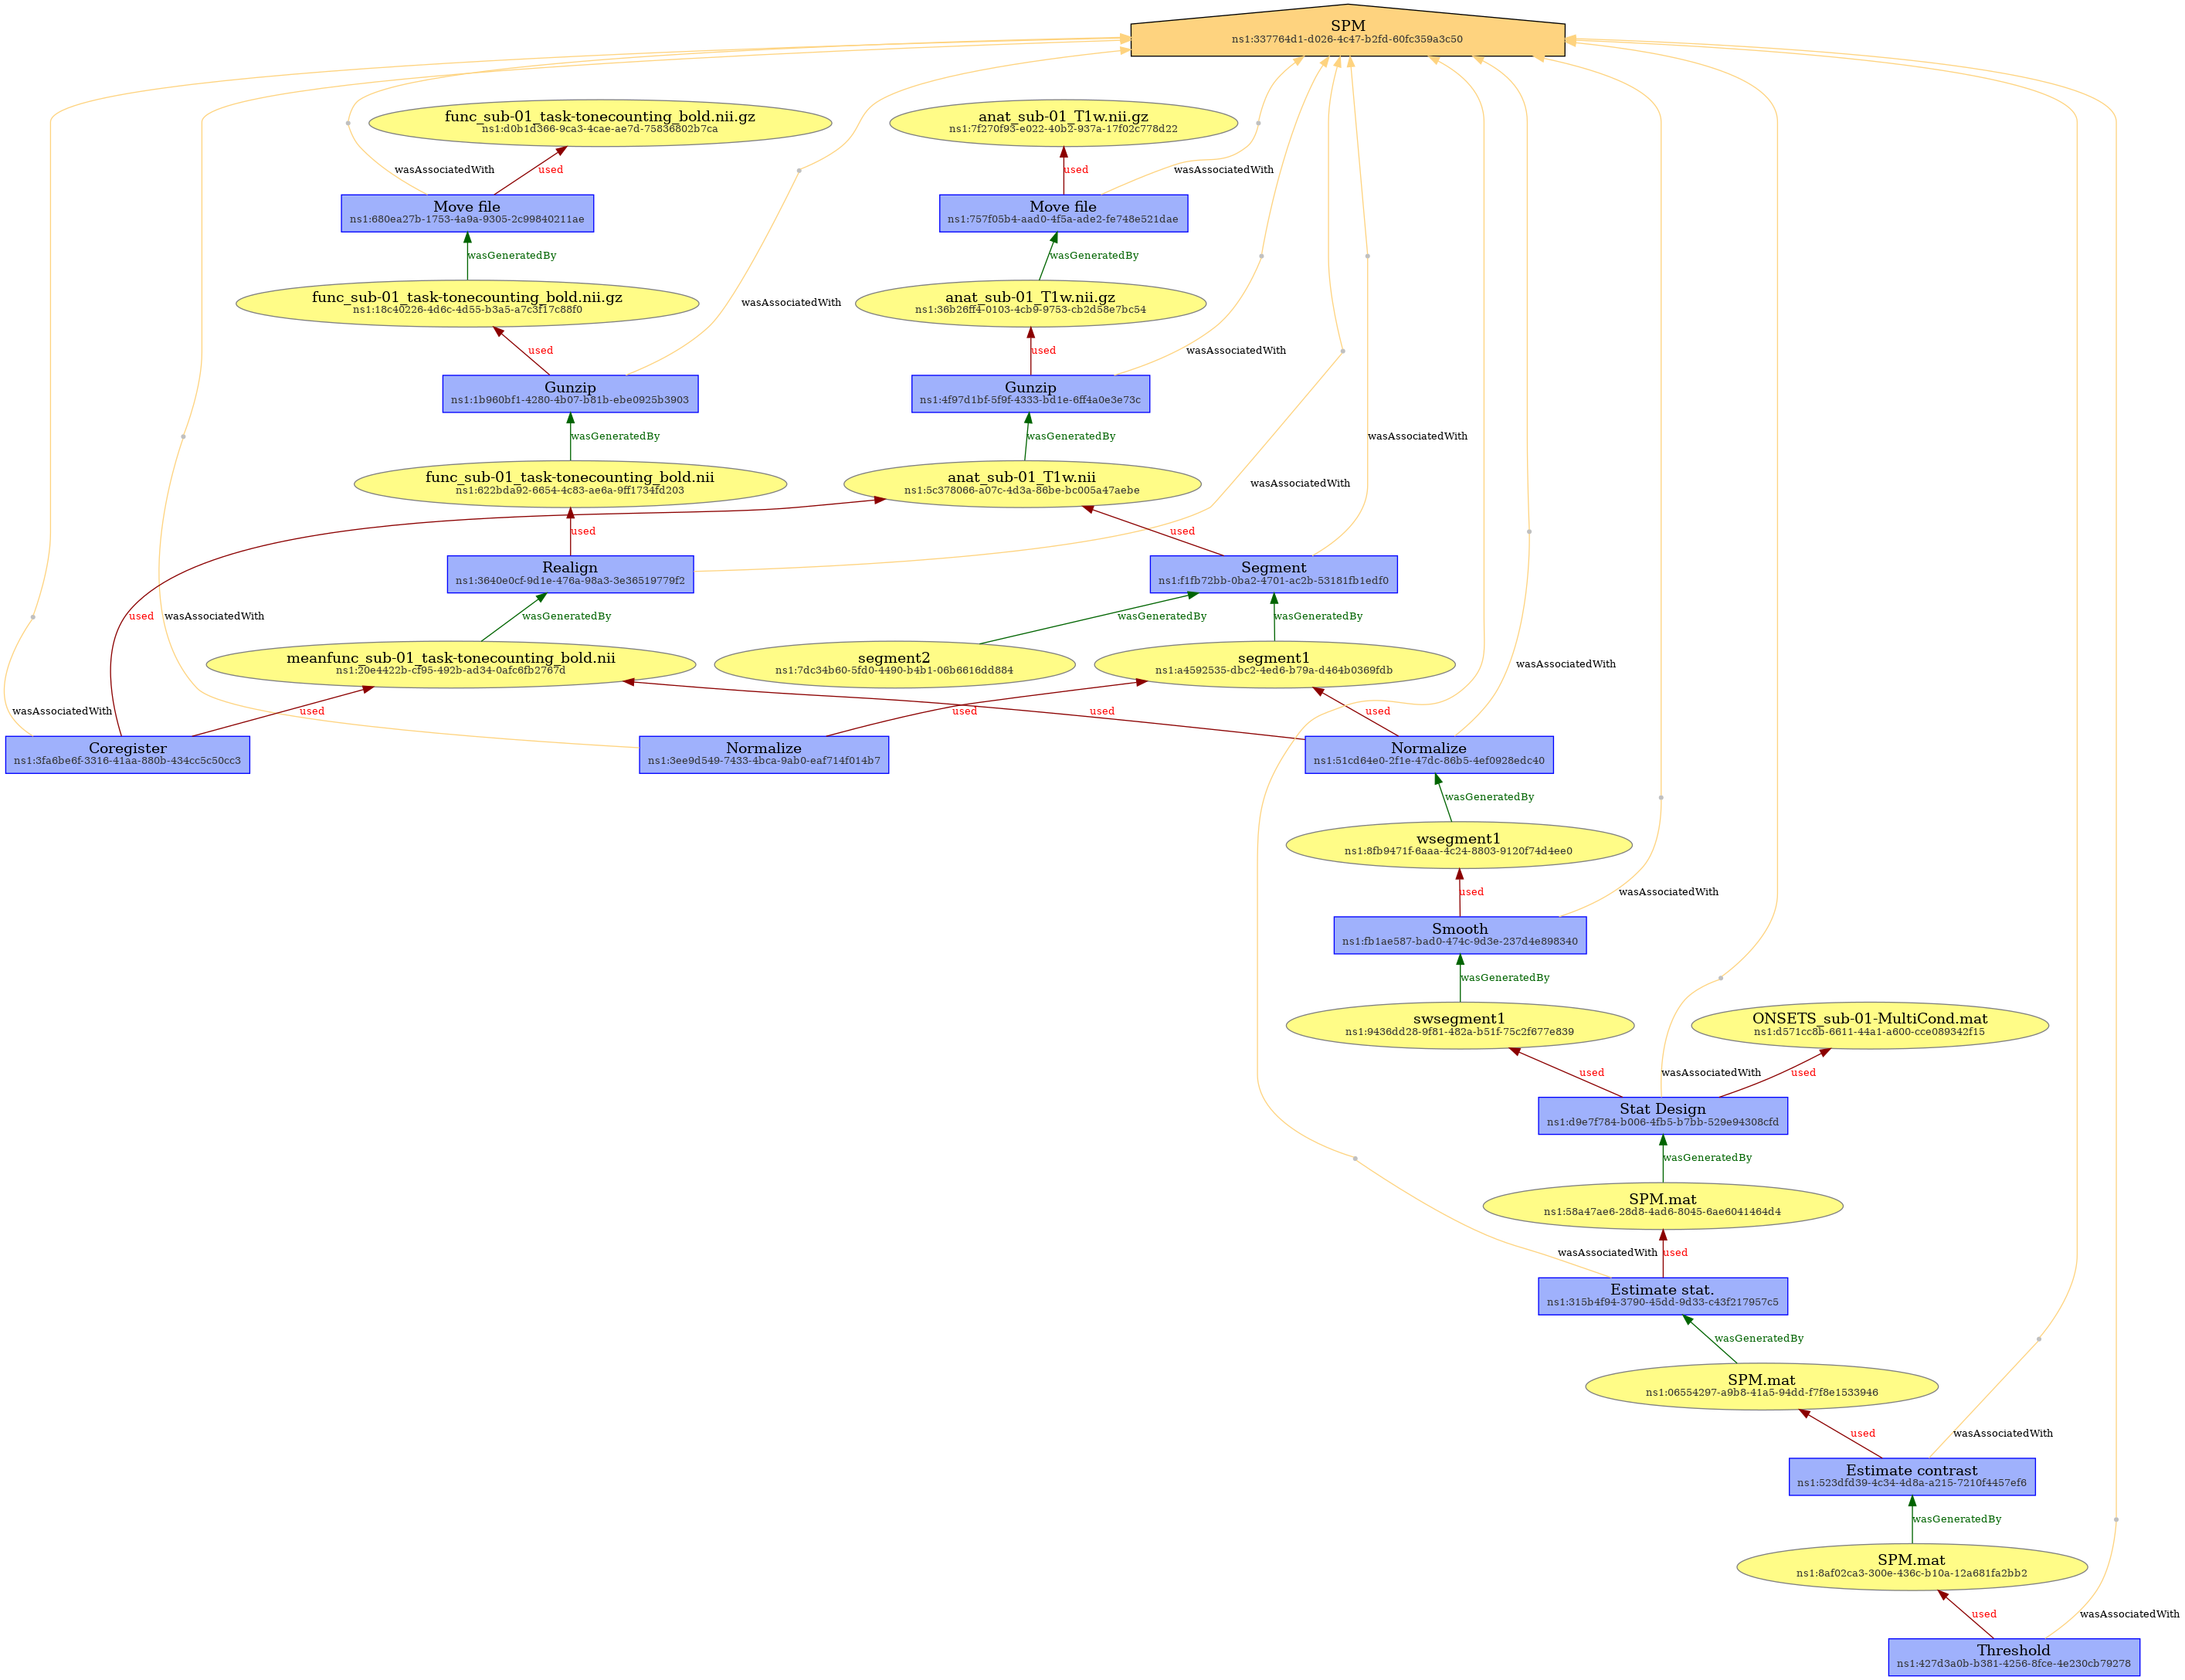 SPM
ns1:337764d1-d026-4c47-b2fd-60fc359a3c50
func_sub-01_task-tonecounting_bold.nii.gz
ns1:d0b1d366-9ca3-4cae-ae7d-75836802b7ca
anat_sub-01_T1w.nii.gz
ns1:7f270f93-e022-40b2-937a-17f02c778d22
wasAssociatedWith
used
used
wasAssociatedWith
Move file
ns1:680ea27b-1753-4a9a-9305-2c99840211ae
Move file
ns1:757f05b4-aad0-4f5a-ade2-fe748e521dae
wasGeneratedBy
wasGeneratedBy
func_sub-01_task-tonecounting_bold.nii.gz
ns1:18c40226-4d6c-4d55-b3a5-a7c3f17c88f0
wasAssociatedWith
anat_sub-01_T1w.nii.gz
ns1:36b26ff4-0103-4cb9-9753-cb2d58e7bc54
used
used
wasAssociatedWith
Gunzip
ns1:1b960bf1-4280-4b07-b81b-ebe0925b3903
Gunzip
ns1:4f97d1bf-5f9f-4333-bd1e-6ff4a0e3e73c
wasGeneratedBy
wasGeneratedBy
wasAssociatedWith
func_sub-01_task-tonecounting_bold.nii
ns1:622bda92-6654-4c83-ae6a-9ff1734fd203
anat_sub-01_T1w.nii
ns1:5c378066-a07c-4d3a-86be-bc005a47aebe
wasAssociatedWith
used
used
Realign
ns1:3640e0cf-9d1e-476a-98a3-3e36519779f2
Segment
ns1:f1fb72bb-0ba2-4701-ac2b-53181fb1edf0
used
wasAssociatedWith
wasGeneratedBy
wasGeneratedBy
wasGeneratedBy
meanfunc_sub-01_task-tonecounting_bold.nii
ns1:20e4422b-cf95-492b-ad34-0afc6fb2767d
segment2
ns1:7dc34b60-5fd0-4490-b4b1-06b6616dd884
segment1
ns1:a4592535-dbc2-4ed6-b79a-d464b0369fdb
wasAssociatedWith
wasAssociatedWith
used
used
used
used
Coregister
ns1:3fa6be6f-3316-41aa-880b-434cc5c50cc3
Normalize
ns1:3ee9d549-7433-4bca-9ab0-eaf714f014b7
Normalize
ns1:51cd64e0-2f1e-47dc-86b5-4ef0928edc40
wasGeneratedBy
wsegment1
ns1:8fb9471f-6aaa-4c24-8803-9120f74d4ee0
used
wasAssociatedWith
Smooth
ns1:fb1ae587-bad0-474c-9d3e-237d4e898340
wasGeneratedBy
swsegment1
ns1:9436dd28-9f81-482a-b51f-75c2f677e839
ONSETS_sub-01-MultiCond.mat
ns1:d571cc8b-6611-44a1-a600-cce089342f15
used
wasAssociatedWith
used
Stat Design
ns1:d9e7f784-b006-4fb5-b7bb-529e94308cfd
wasGeneratedBy
SPM.mat
ns1:58a47ae6-28d8-4ad6-8045-6ae6041464d4
wasAssociatedWith
used
Estimate stat.
ns1:315b4f94-3790-45dd-9d33-c43f217957c5
wasGeneratedBy
SPM.mat
ns1:06554297-a9b8-41a5-94dd-f7f8e1533946
used
wasAssociatedWith
Estimate contrast
ns1:523dfd39-4c34-4d8a-a215-7210f4457ef6
wasGeneratedBy
SPM.mat
ns1:8af02ca3-300e-436c-b10a-12a681fa2bb2
used
wasAssociatedWith
Threshold
ns1:427d3a0b-b381-4256-8fce-4e230cb79278